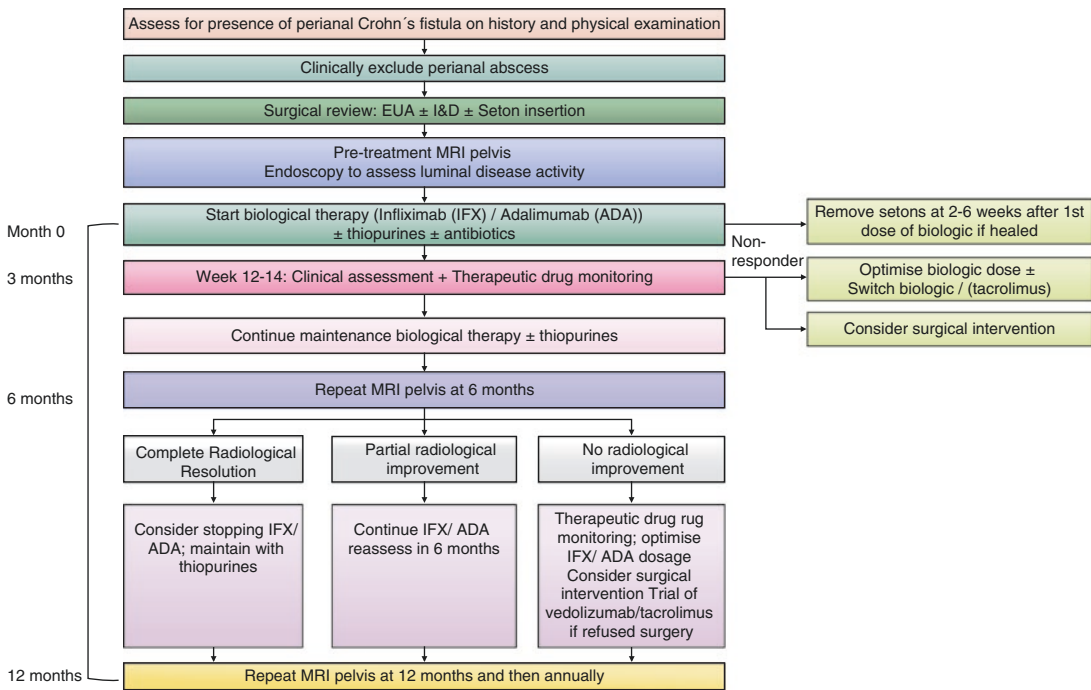 Assess for presence of perianal Crohn´s fistula on history and physical examination
Clinically exclude perianal abscess
Surgical review: EUA ± I&D ± Seton insertion
Pre-treatment MRI pelvis
Endoscopy to assess luminal disease activity
Month 0
Start biological therapy (Infliximab (IFX) / Adalimumab (ADA))
± thiopurines ± antibiotics
Remove setons at 2-6 weeks after 1st
dose of biologic if healed
3 months
Week 12-14: Clinical assessment + Therapeutic drug monitoring
Non-
responder
Optimise biologic dose ±
Switch biologic / (tacrolimus)
Consider surgical intervention
Continue maintenance biological therapy ± thiopurines
6 months
Repeat MRI pelvis at 6 months
Complete Radiological
Resolution
Partial radiological
improvement
No radiological
improvement
Consider stopping IFX/
ADA; maintain with
thiopurines
Continue IFX/ ADA
reassess in 6 months
Therapeutic drug rug
monitoring; optimise
IFX/ ADA dosage
Consider surgical
intervention Trial of
vedolizumab/tacrolimus
if refused surgery
12 months
Repeat MRI pelvis at 12 months and then annually